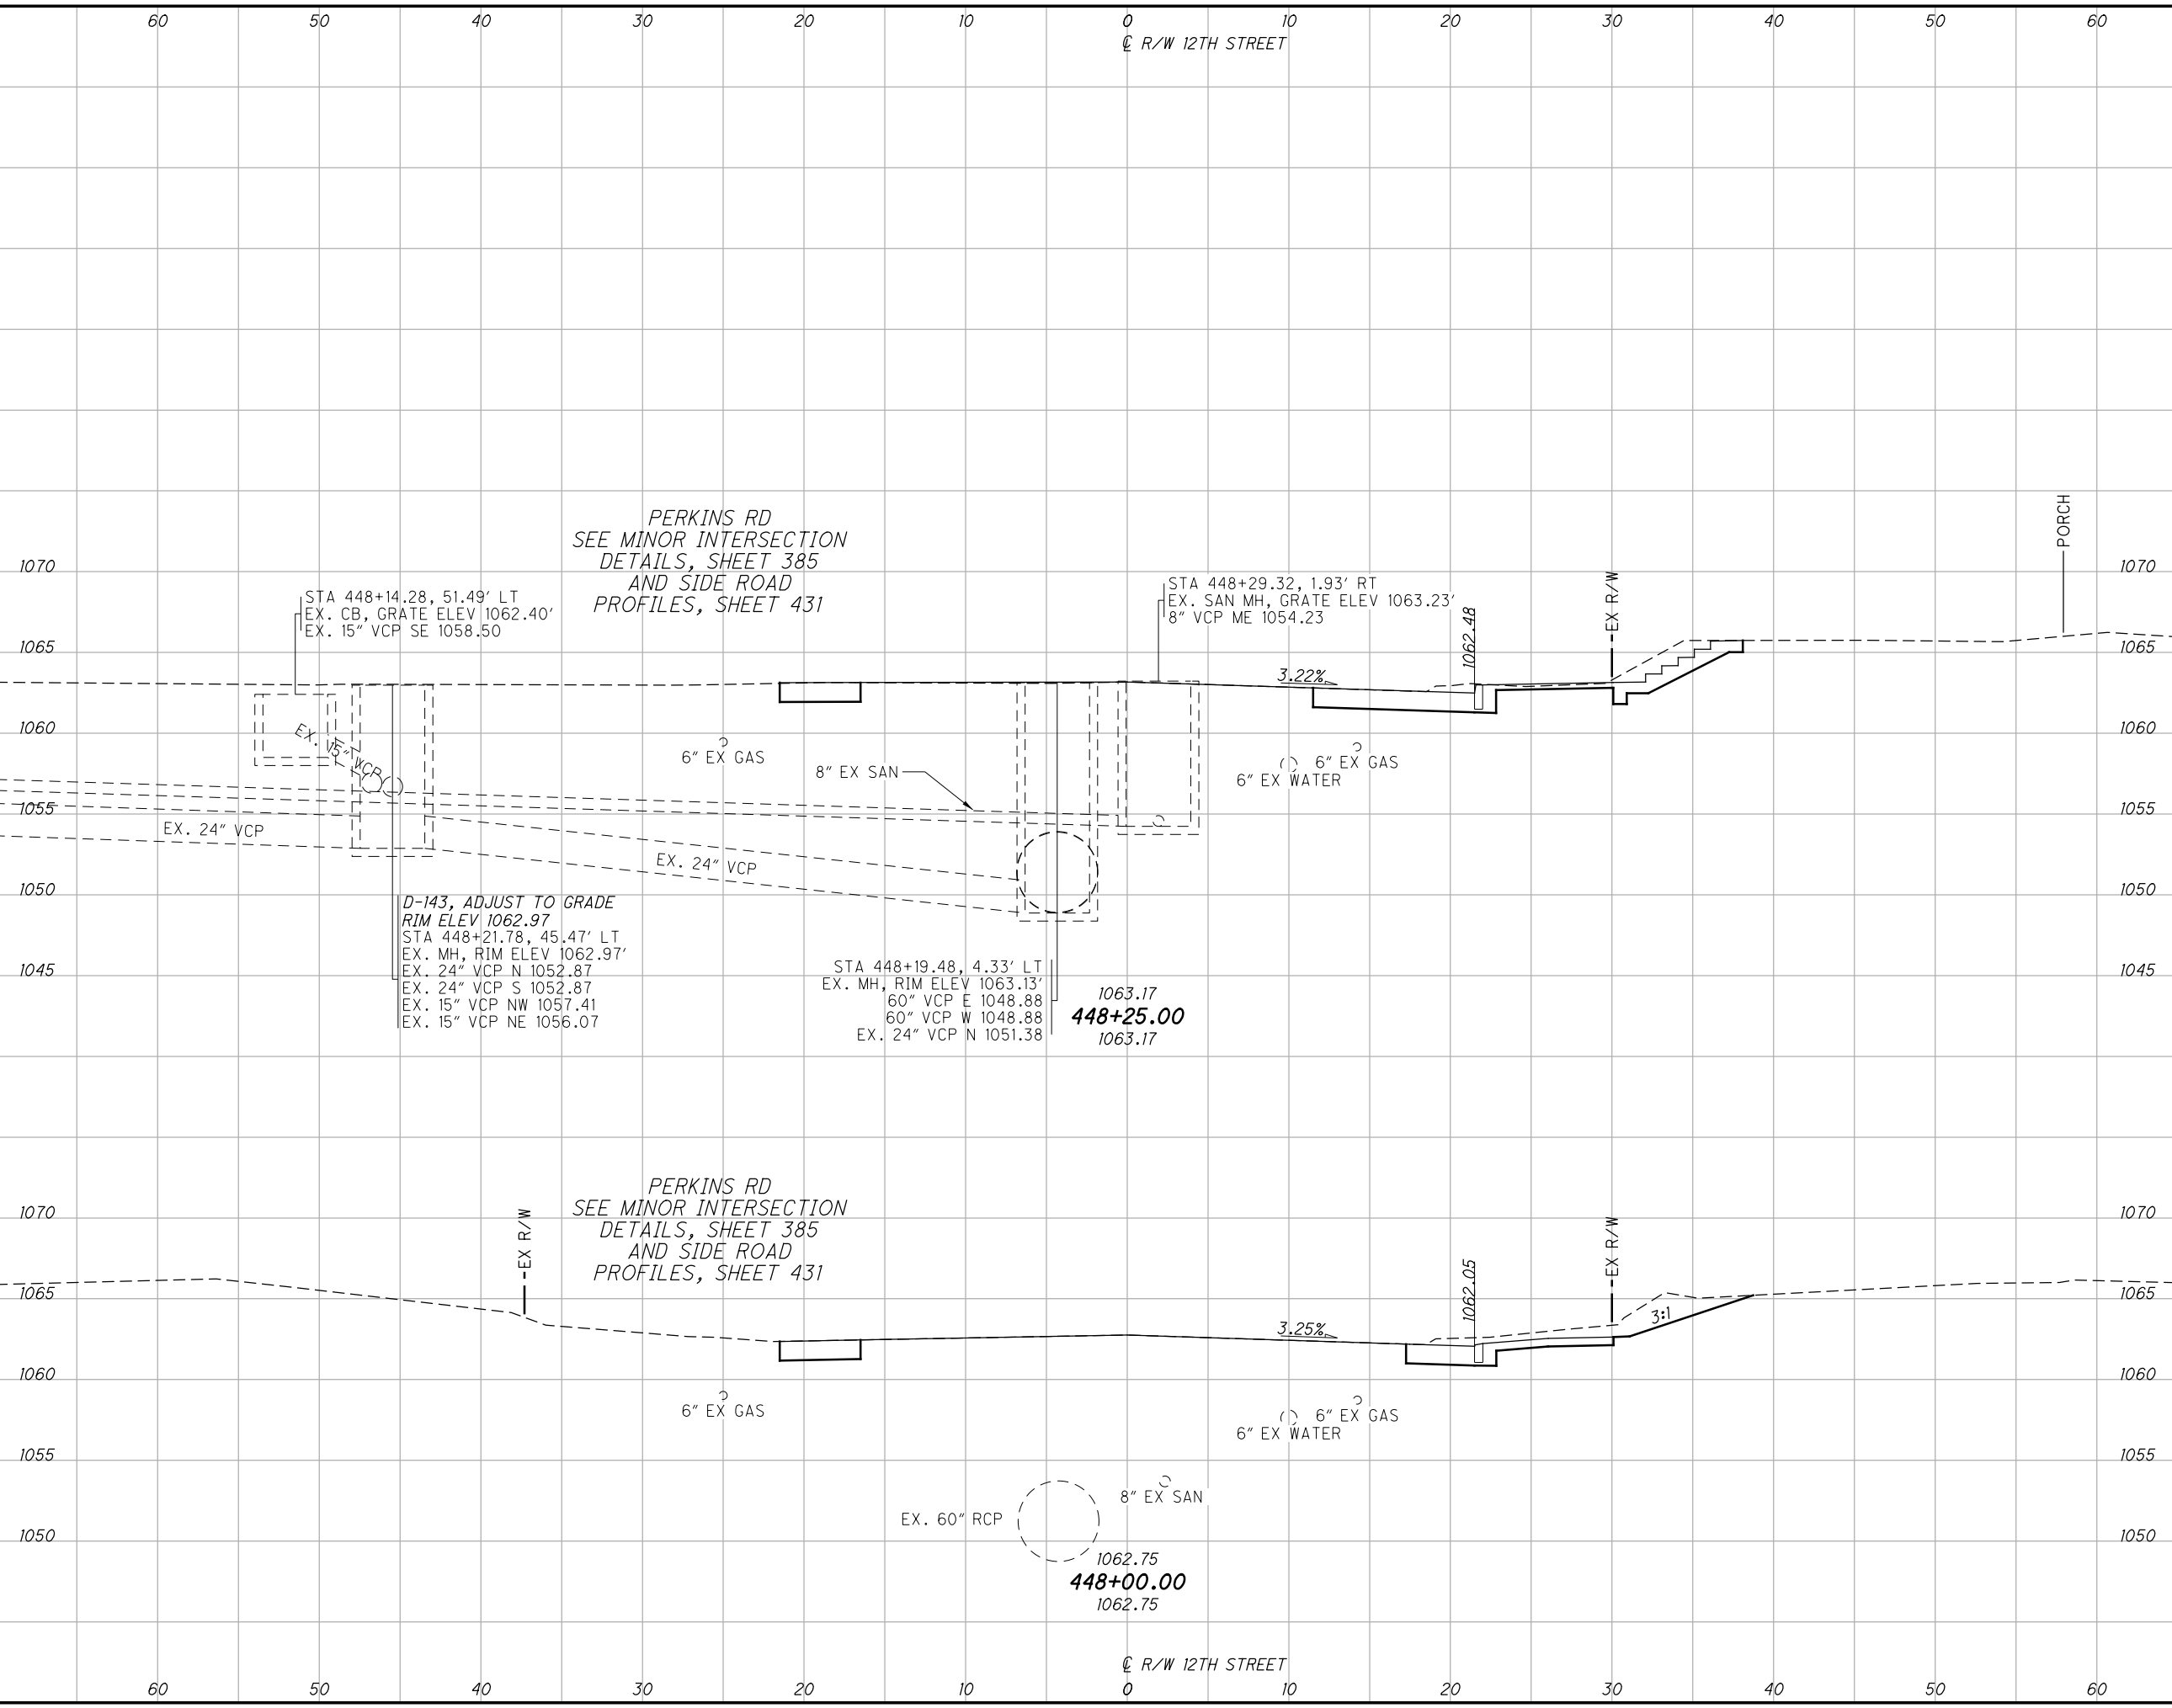 60 50 40 30 20 10 0 10 20 30 40 50 60
℄ R/W 12TH STREET
PERKINS RD
SEE MINOR INTERSECTION
DETAILS, SHEET 385
AND SIDE ROAD
PROFILES, SHEET 431
PORCH
1070 1070
EX R/W
STA 448+14.28, 51.49' LT
EX. CB, GRATE ELEV 1062.40'
EX. 15" VCP SE 1058.50
STA 448+29.32, 1.93' RT
EX. SAN MH, GRATE ELEV 1063.23'
8" VCP ME 1054.23
1062.48
1065 1065
3.22%
1060 1060
EX. 15" VCP
6" EX GAS
8" EX SAN
6" EX GAS
6" EX WATER
1055 1055
EX. 24" VCP
EX. 24" VCP
1050 1050
D-143, ADJUST TO GRADE
RIM ELEV 1062.97
STA 448+21.78, 45.47' LT
EX. MH, RIM ELEV 1062.97'
EX. 24" VCP N 1052.87
EX. 24" VCP S 1052.87
EX. 15" VCP NW 1057.41
EX. 15" VCP NE 1056.07
1045 1045
STA 448+19.48, 4.33' LT
EX. MH, RIM ELEV 1063.13'
60" VCP E 1048.88
60" VCP W 1048.88
EX. 24" VCP N 1051.38
1063.17
448+25.00
1063.17
PERKINS RD
SEE MINOR INTERSECTION
DETAILS, SHEET 385
AND SIDE ROAD
PROFILES, SHEET 431
1070 1070
EX R/W
EX R/W
1062.05
1065 1065
3:1
3.25%
1060 1060
6" EX GAS
6" EX GAS
6" EX WATER
1055 1055
8" EX SAN
EX. 60" RCP
1050 1050
1062.75
448+00.00
1062.75
℄ R/W 12TH STREET
60 50 40 30 20 10 0 10 20 30 40 50 60